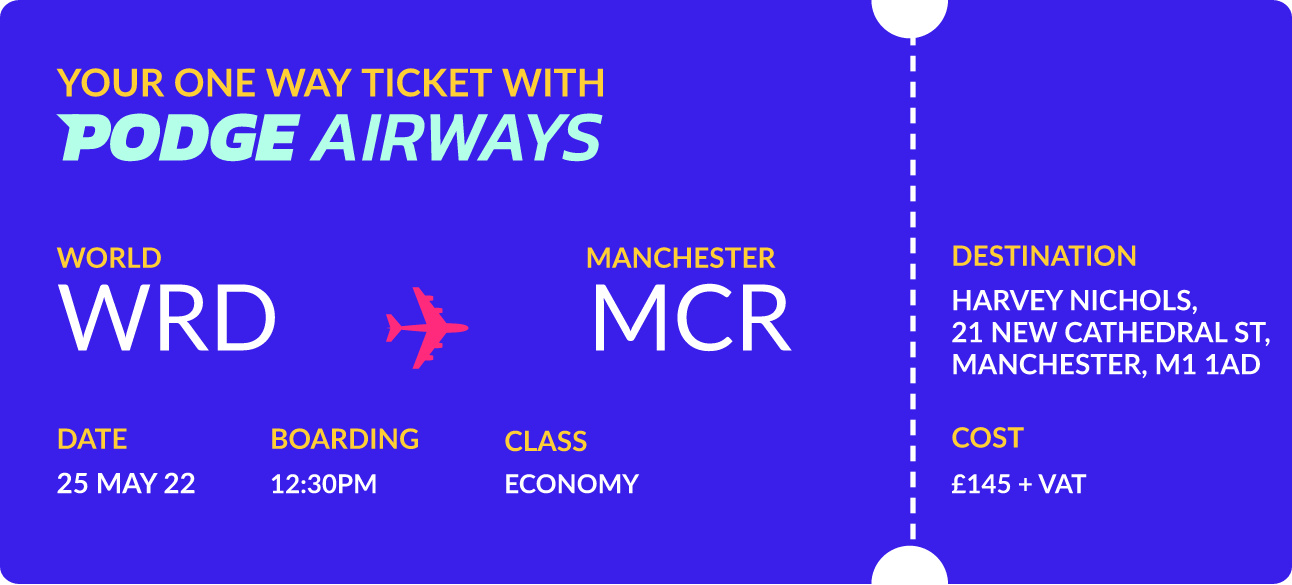 YOUR ONE WAY TICKET WITH
PODGE AIRWAYS
WORLD
WRD
MANCHESTER
MCR
DATE
25 MAY 22
BOARDING
12:30PM
CLASS
ECONOMY
DESTINATION
HARVEY NICHOLS,
21 NEW CATHEDRAL ST,
MANCHESTER, M1 1AD
COST
£145 + VAT